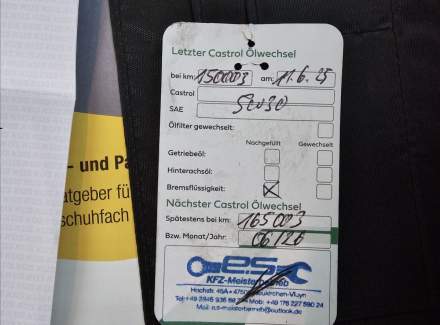 Letzter Castrol Ölwechsel
bei km: 150003 am: 11.6.25
Castrol
SAE 5W30
Ölfilter gewechselt:
Nachgefüllt Gewechselt
Getriebeöl:
Hinterachsöl:
Bremsflüssigkeit:
Nächster Castrol Ölwechsel
Spätestens bei km: 165003
Bzw. Monat/Jahr: 06/26
e.s
KFZ-Meisterbetrieb
Hochstr. 45A
- und Pa
atgeber fü
schuhfach